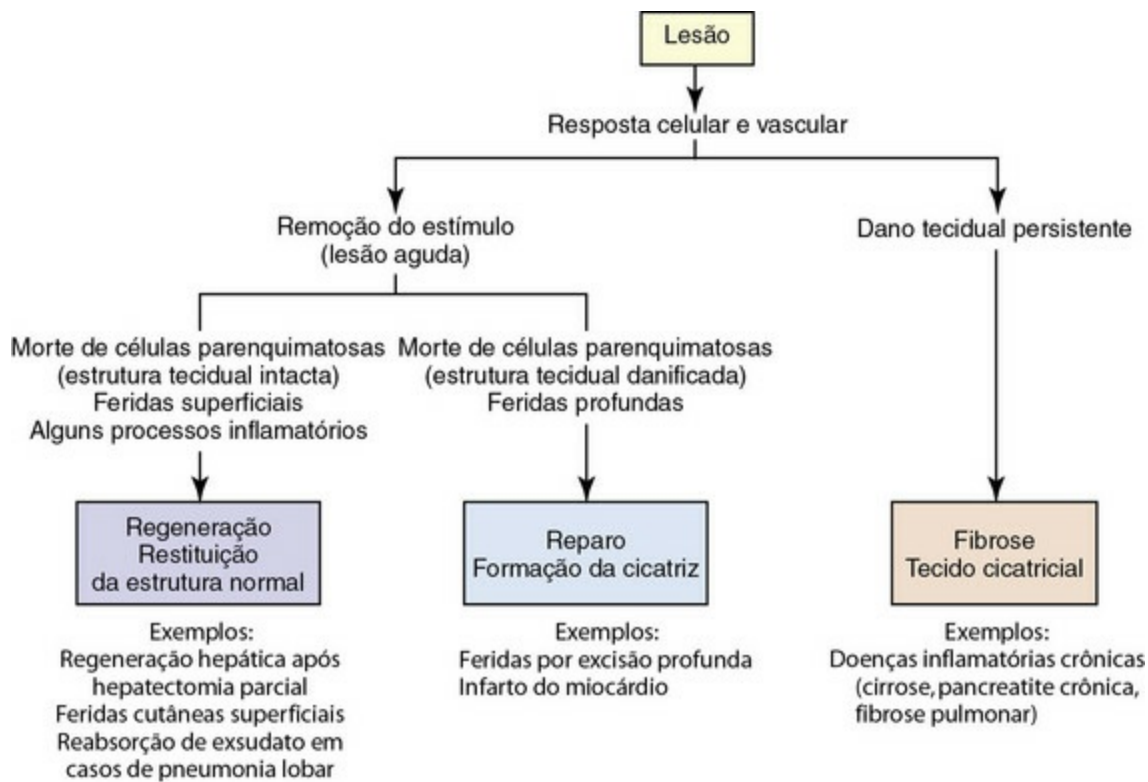 Lesão
Resposta celular e vascular
Remoção do estímulo
(lesão aguda)
Dano tecidual persistente
Morte de células parenquimatosas
(estrutura tecidual intacta)
Feridas superficiais
Alguns processos inflamatórios
Morte de células parenquimatosas
(estrutura tecidual danificada)
Feridas profundas
Regeneração
Restituição
da estrutura normal
Reparo
Formação da cicatriz
Fibrose
Tecido cicatricial
Exemplos:
Regeneração hepática após
hepatectomia parcial
Feridas cutâneas superficiais
Reabsorção de exsudato em
casos de pneumonia lobar
Exemplos:
Feridas por excisão profunda
Infarto do miocárdio
Exemplos:
Doenças inflamatórias crônicas
(cirrose, pancreatite crônica,
fibrose pulmonar)